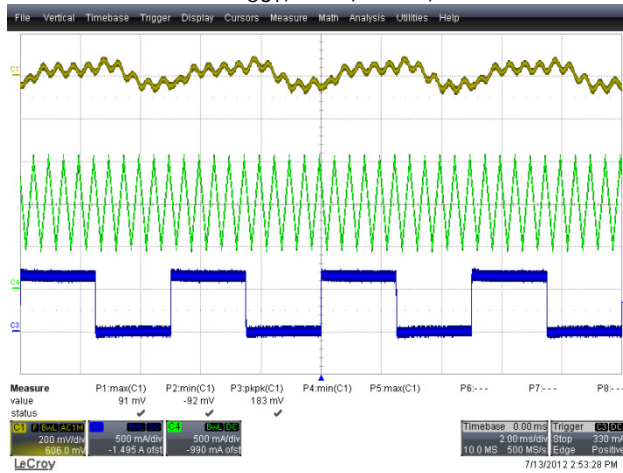 File Vertical Timebase Trigger Display Cursors Measure Math Analysis Utilities Help
C2
C4
C3
Measure P1:max(C1) P2:min(C1) P3:pkpk(C1) P4:min(C1) P5:max(C1) P6:- - - P7:- - - P8:- - -
value 91 mV -92 mV 183 mV
status
C1 F BwL AC1M C4 BwL DC Timebase 0.00 ms Trigger C3 DC
200 mV/div 500 mA/div 500 mA/div 2.00 ms/div Stop 330 mA
606.0 mV -1.495 A ofst -990 mA ofst 10.0 MS 500 MS/s Edge Positive
LeCroy 7/13/2012 2:53:28 PM